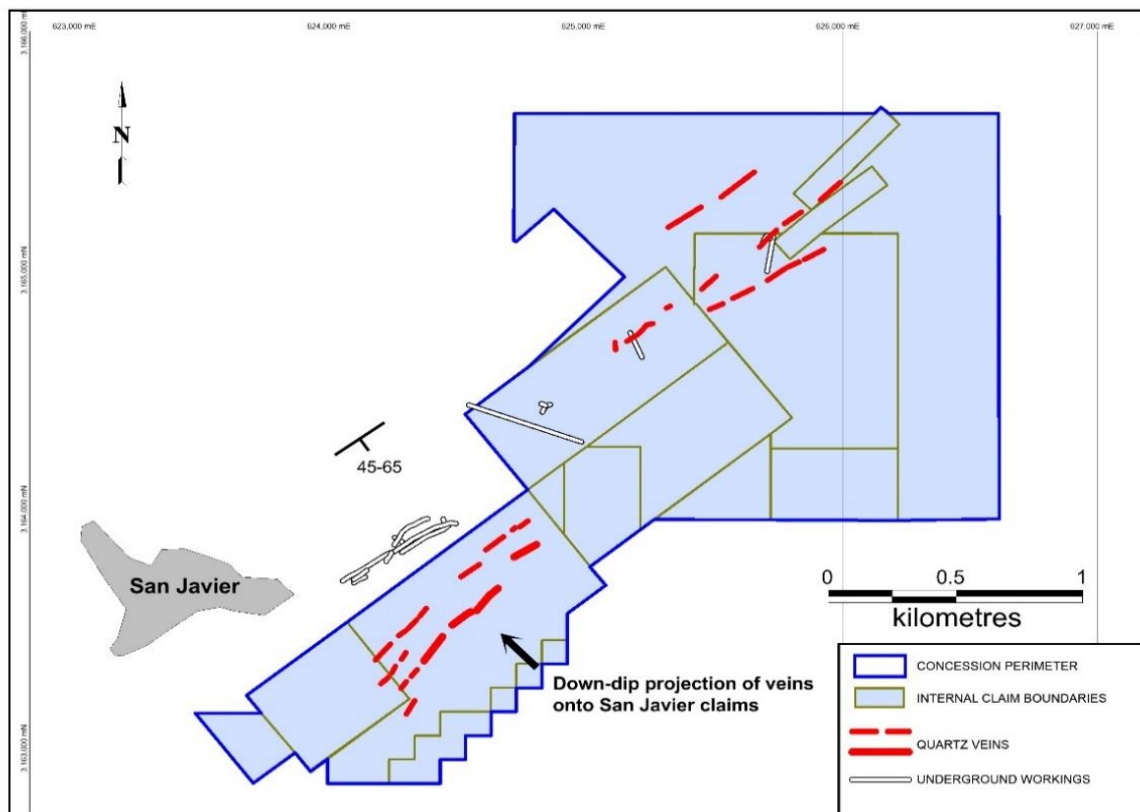 623,000 mE
624,000 mE
625,000 mE
626,000 mE
627,000 mE
3,166,000 mN
N
3,165,000 mN
45-65
3,164,000 mN
San Javier
0 0.5 1
kilometres
Down-dip projection of veins
onto San Javier claims
3,163,000 mN
CONCESSION PERIMETER
INTERNAL CLAIM BOUNDARIES
QUARTZ VEINS
UNDERGROUND WORKINGS